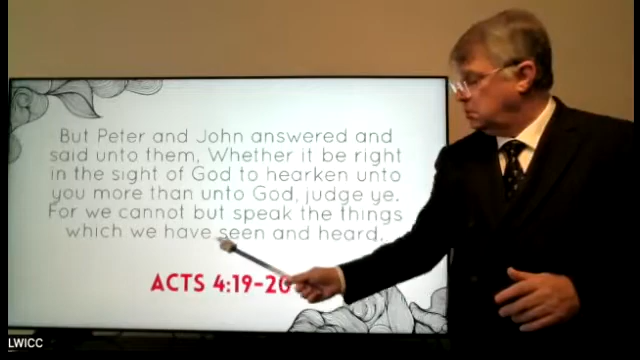 But Peter and John answered and
said unto them, Whether it be right
in the sight of God to hearken unto
you more than unto God, judge ye.
For we cannot but speak the things
which we have seen and heard.
ACTS 4:19-20
LWICC